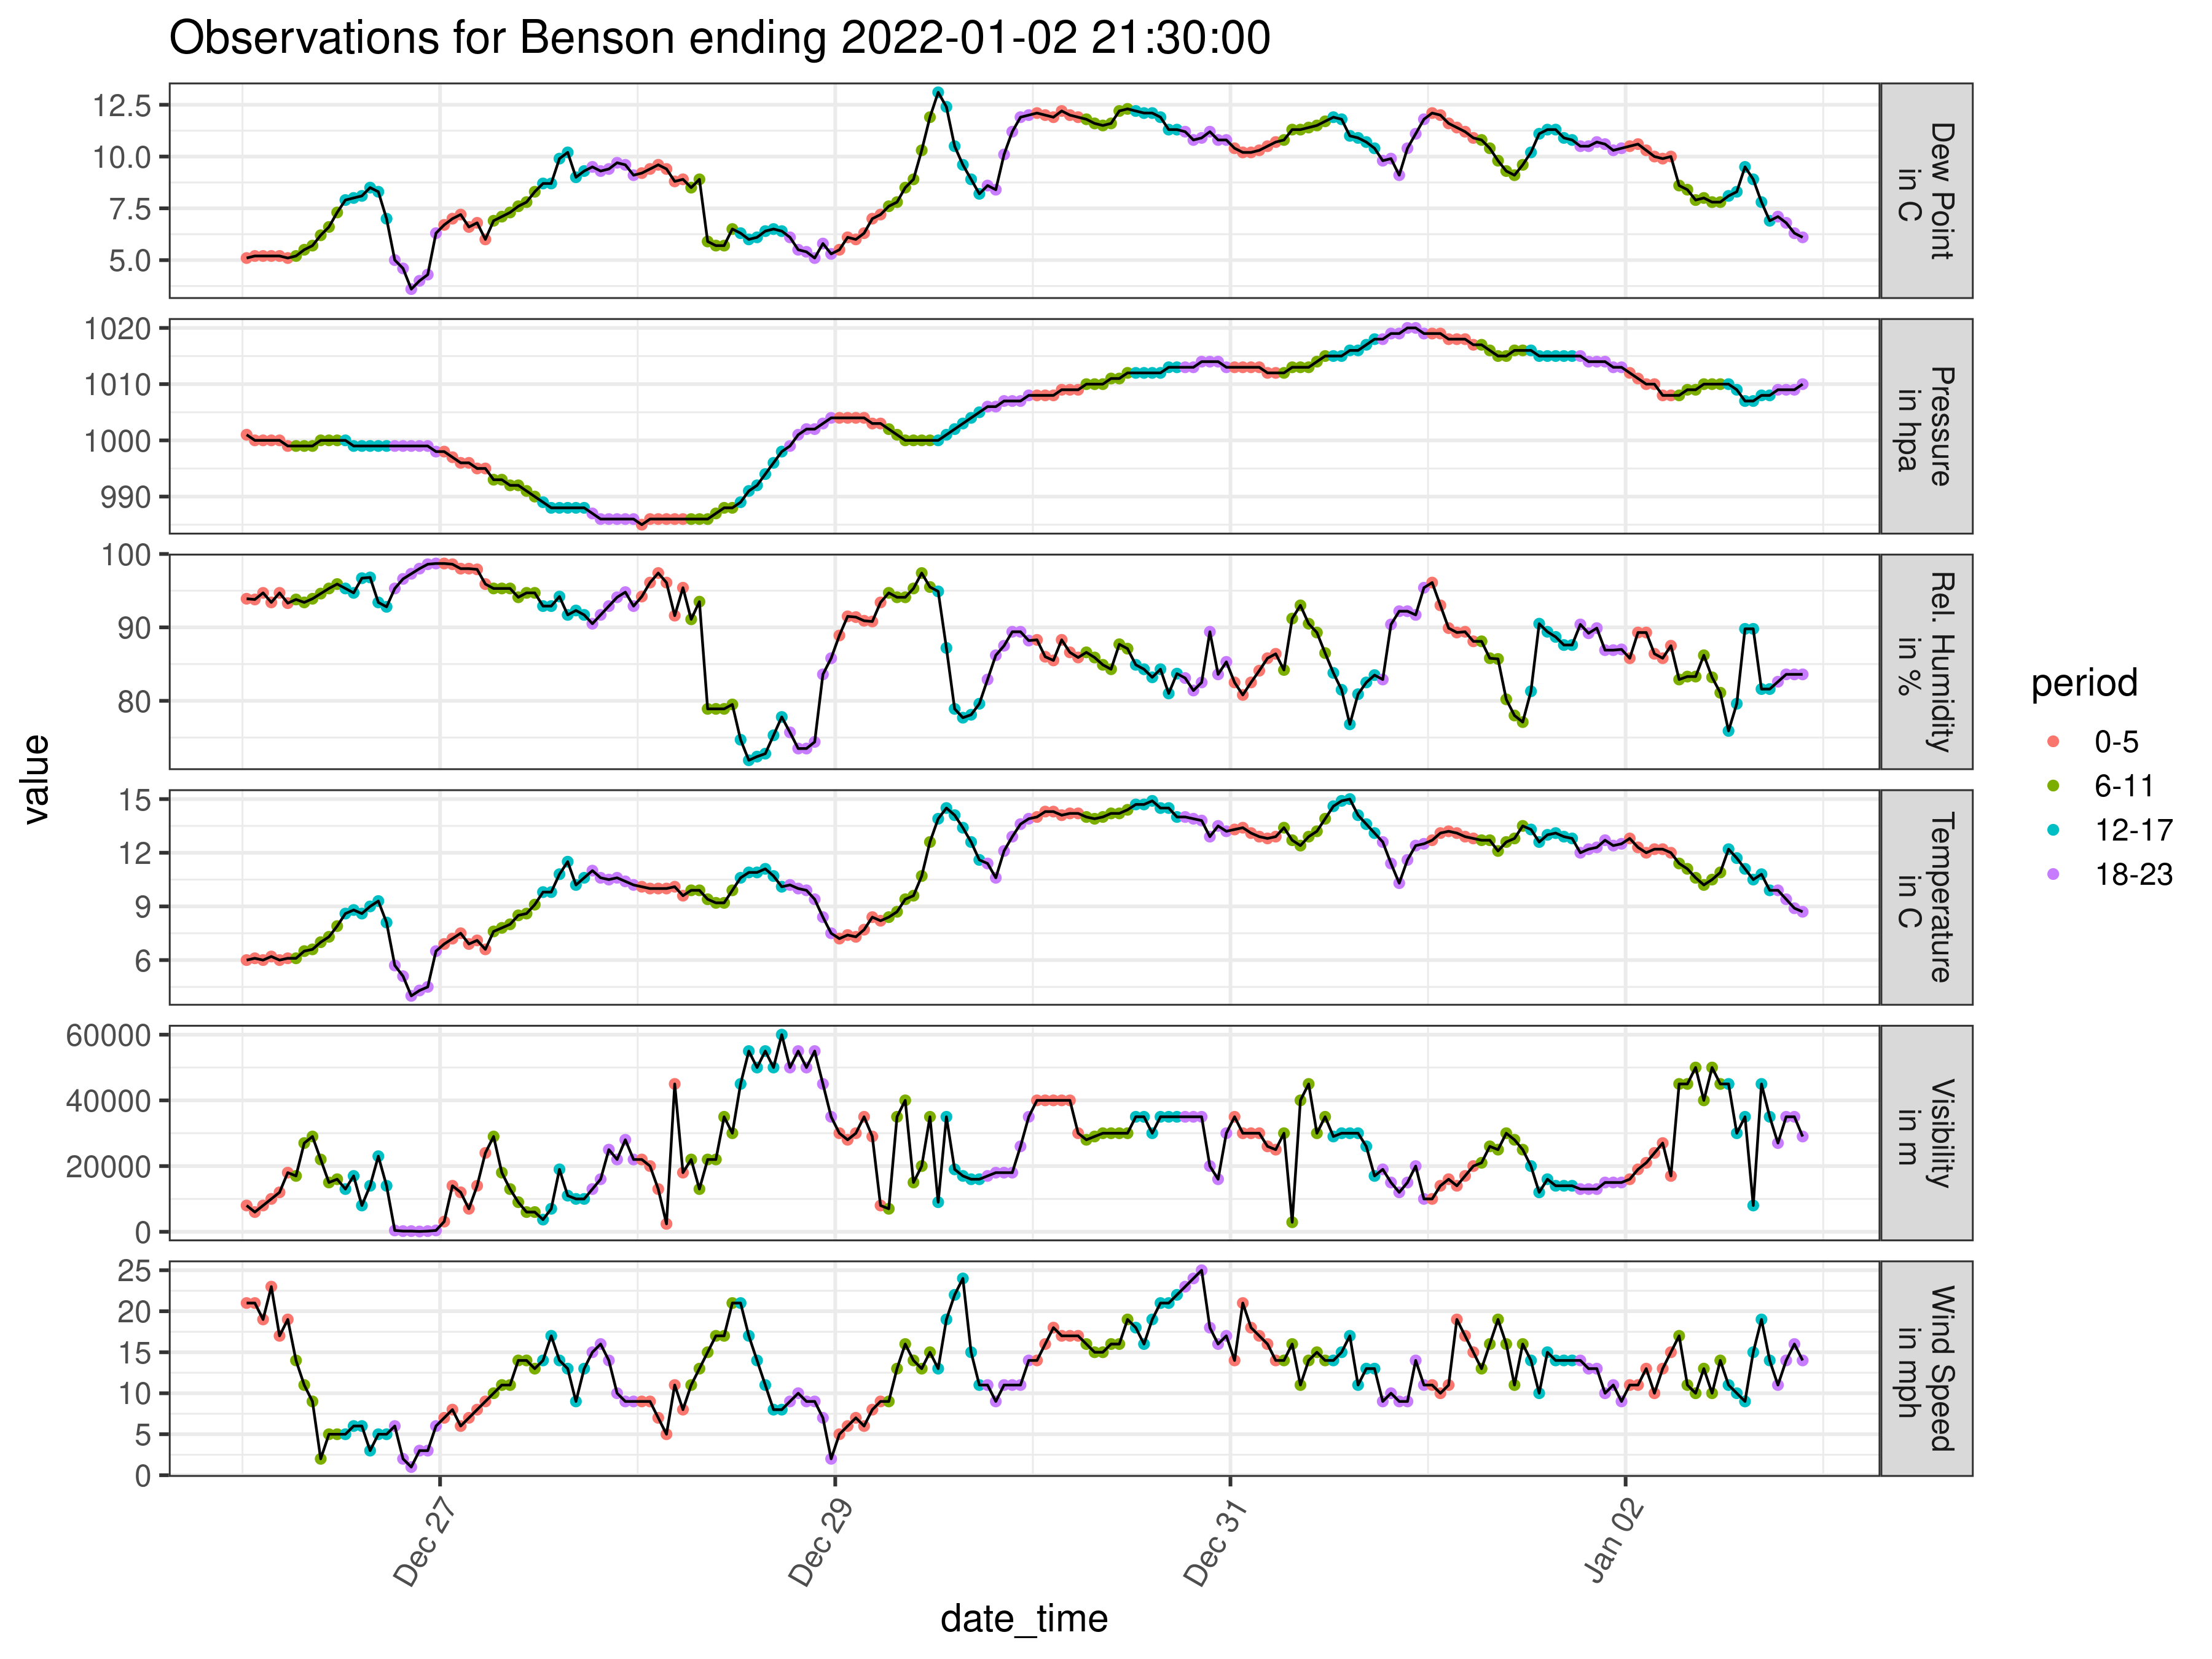 Observations for Benson ending 2022-01-02 21:30:00
12.5
10.0
7.5
5.0
Dew Point
in C
1020
1010
1000
990
Pressure
in hpa
100
90
80
Rel. Humidity
in %
15
12
9
6
Temperature
in C
60000
40000
20000
0
Visibility
in m
25
20
15
10
5
0
Wind Speed
in mph
value
Dec 27
Dec 29
Dec 31
Jan 02
date_time
period
0-5
6-11
12-17
18-23